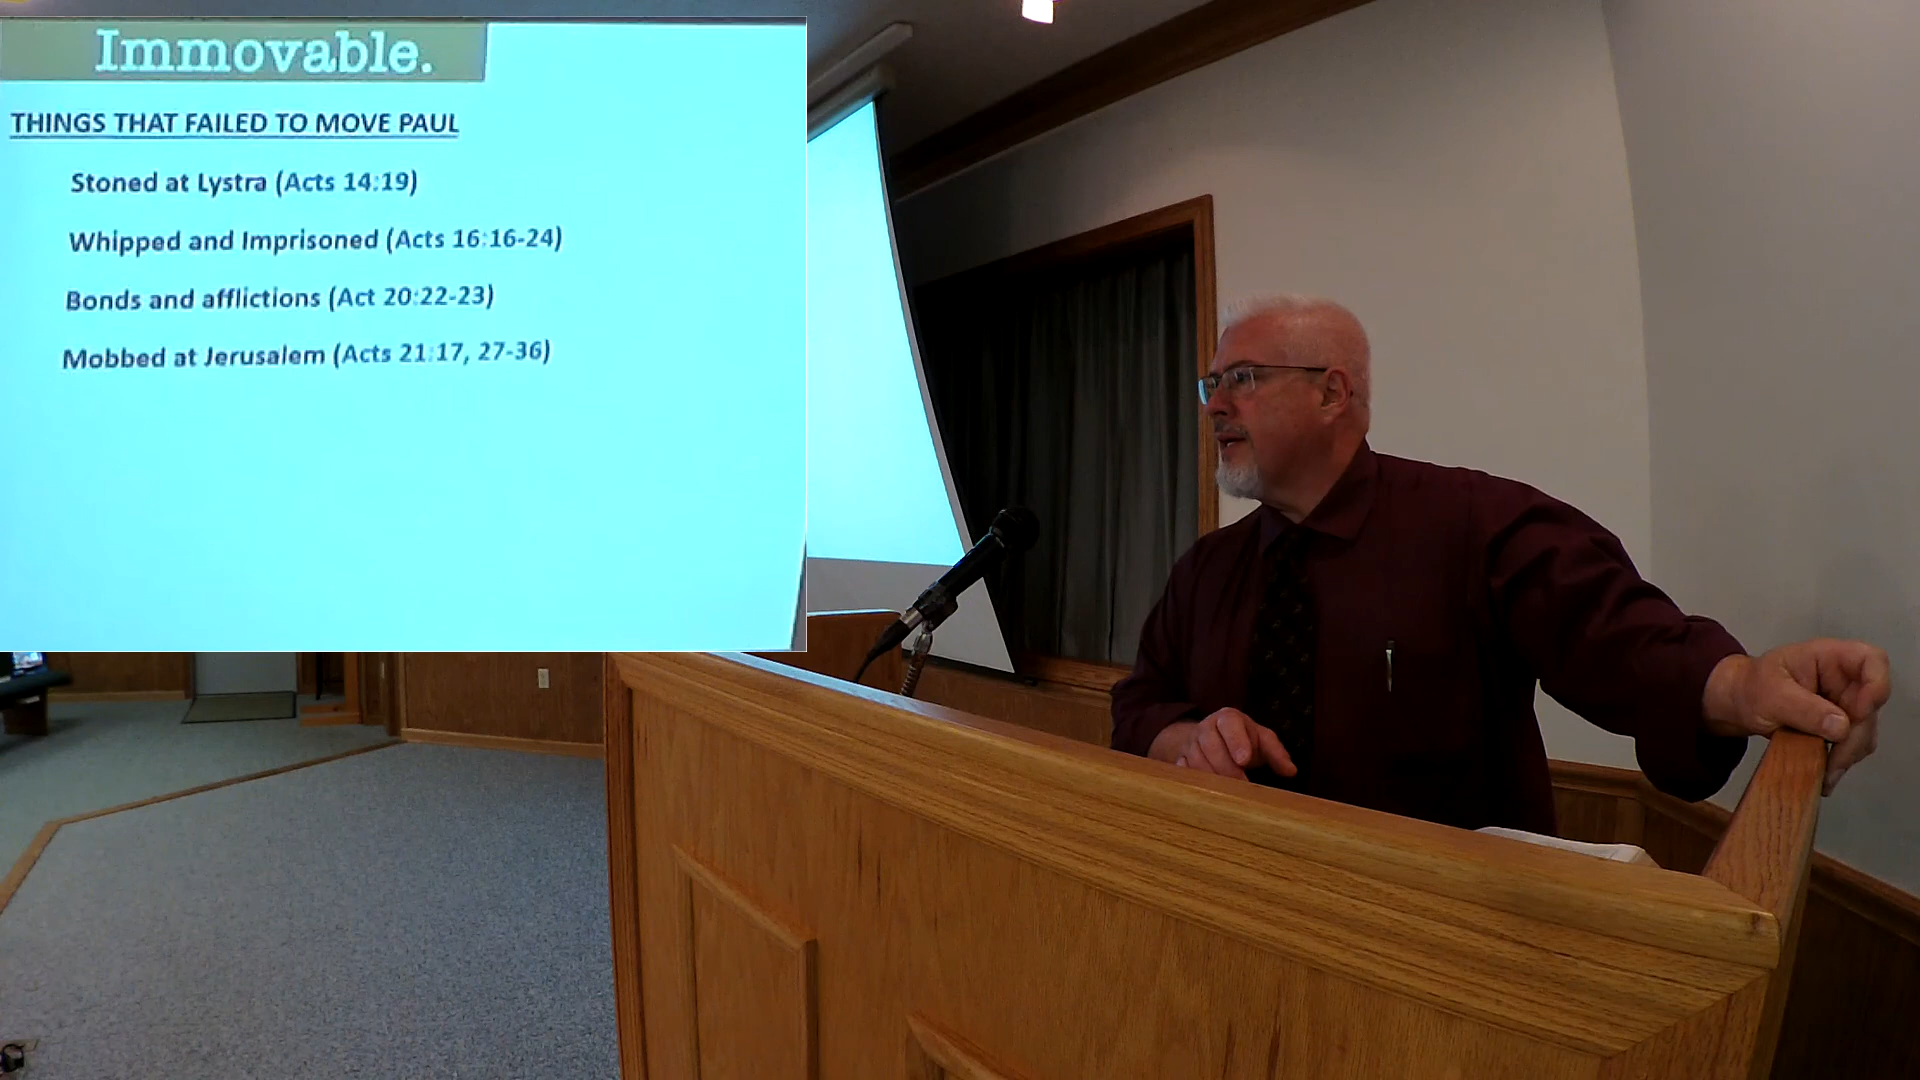 Immovable.
THINGS THAT FAILED TO MOVE PAUL
Stoned at Lystra (Acts 14:19)
Whipped and Imprisoned (Acts 16:16-24)
Bonds and afflictions (Act 20:22-23)
Mobbed at Jerusalem (Acts 21:17, 27-36)